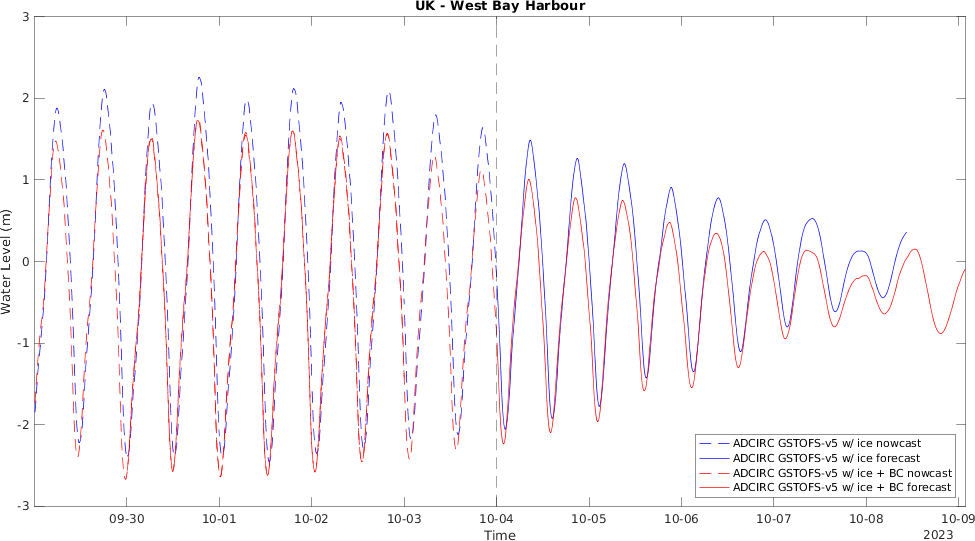 UK - West Bay Harbour
3
2
1
0
-1
-2
-3
Water Level (m)
09-30
10-01
10-02
10-03
10-04
10-05
10-06
10-07
10-08
10-09
Time
2023
ADCIRC GSTOFS-v5 w/ ice nowcast
ADCIRC GSTOFS-v5 w/ ice forecast
ADCIRC GSTOFS-v5 w/ ice + BC nowcast
ADCIRC GSTOFS-v5 w/ ice + BC forecast